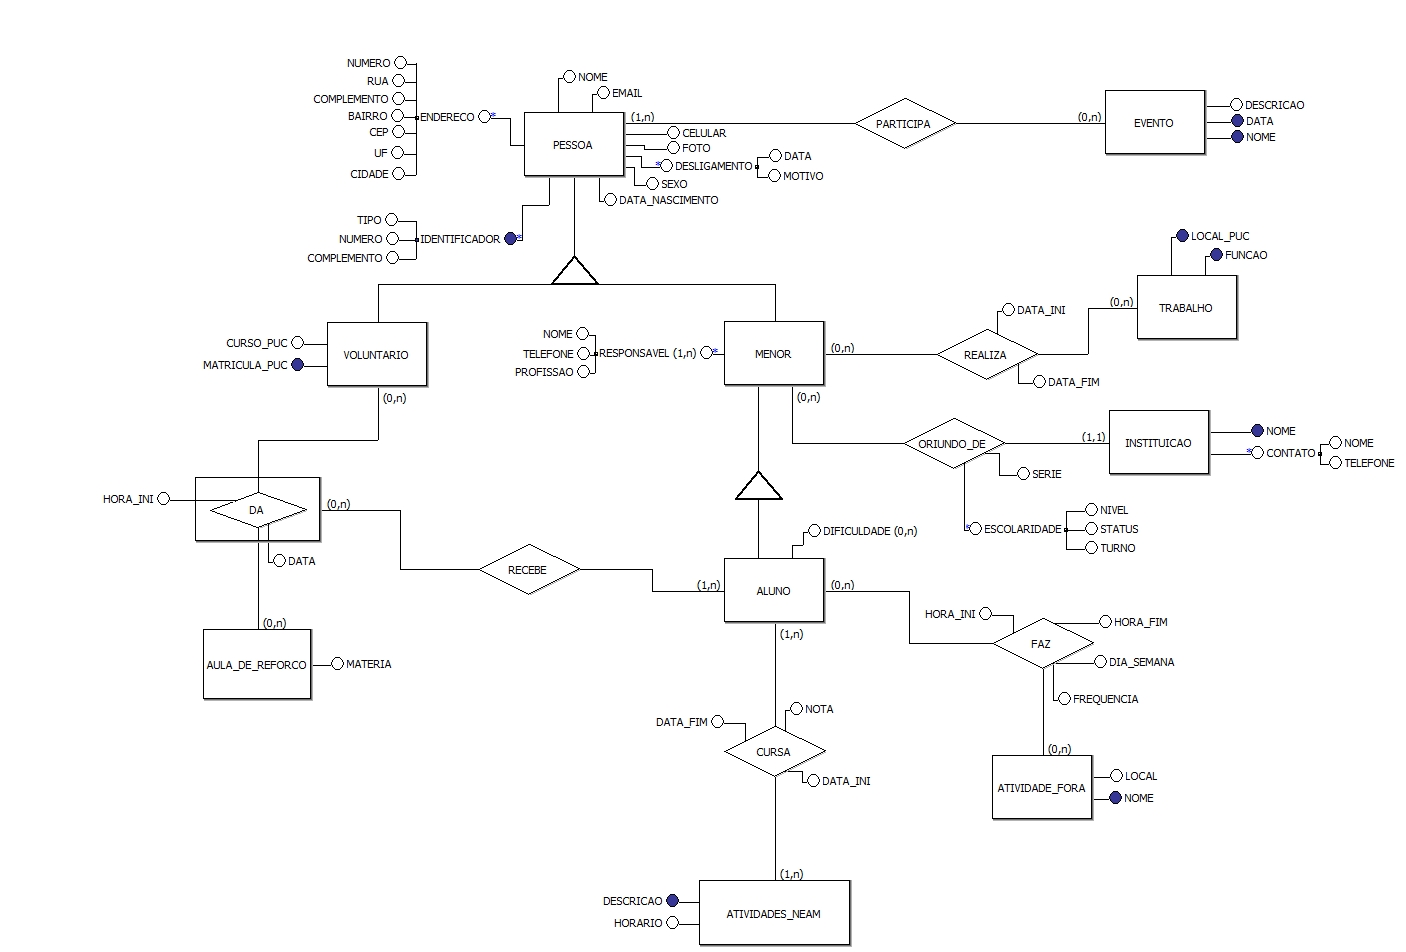 NUMERO
RUA
COMPLEMENTO
BAIRRO
CEP
UF
CIDADE
ENDERECO *
NOME
EMAIL
PESSOA
(1,n)
CELULAR
FOTO
* DESLIGAMENTO
DATA
MOTIVO
SEXO
DATA_NASCIMENTO
TIPO
NUMERO
COMPLEMENTO
IDENTIFICADOR *
PARTICIPA
(0,n)
EVENTO
DESCRICAO
DATA
NOME
LOCAL_PUC
FUNCAO
TRABALHO
(0,n)
DATA_INI
REALIZA
DATA_FIM
CURSO_PUC
MATRICULA_PUC
VOLUNTARIO
(0,n)
NOME
TELEFONE
PROFISSAO
RESPONSAVEL (1,n) *
MENOR
(0,n)
(0,n)
ORIUNDO_DE
(1,1)
INSTITUICAO
NOME
* CONTATO
NOME
TELEFONE
SERIE
* ESCOLARIDADE
NIVEL
STATUS
TURNO
HORA_INI
DA
(0,n)
DATA
(0,n)
AULA_DE_REFORCO
MATERIA
RECEBE
(1,n)
DIFICULDADE (0,n)
ALUNO
(0,n)
(1,n)
HORA_INI
HORA_FIM
FAZ
DIA_SEMANA
FREQUENCIA
(0,n)
ATIVIDADE_FORA
LOCAL
NOME
DATA_FIM
NOTA
CURSA
DATA_INI
(1,n)
DESCRICAO
HORARIO
ATIVIDADES_NEAM